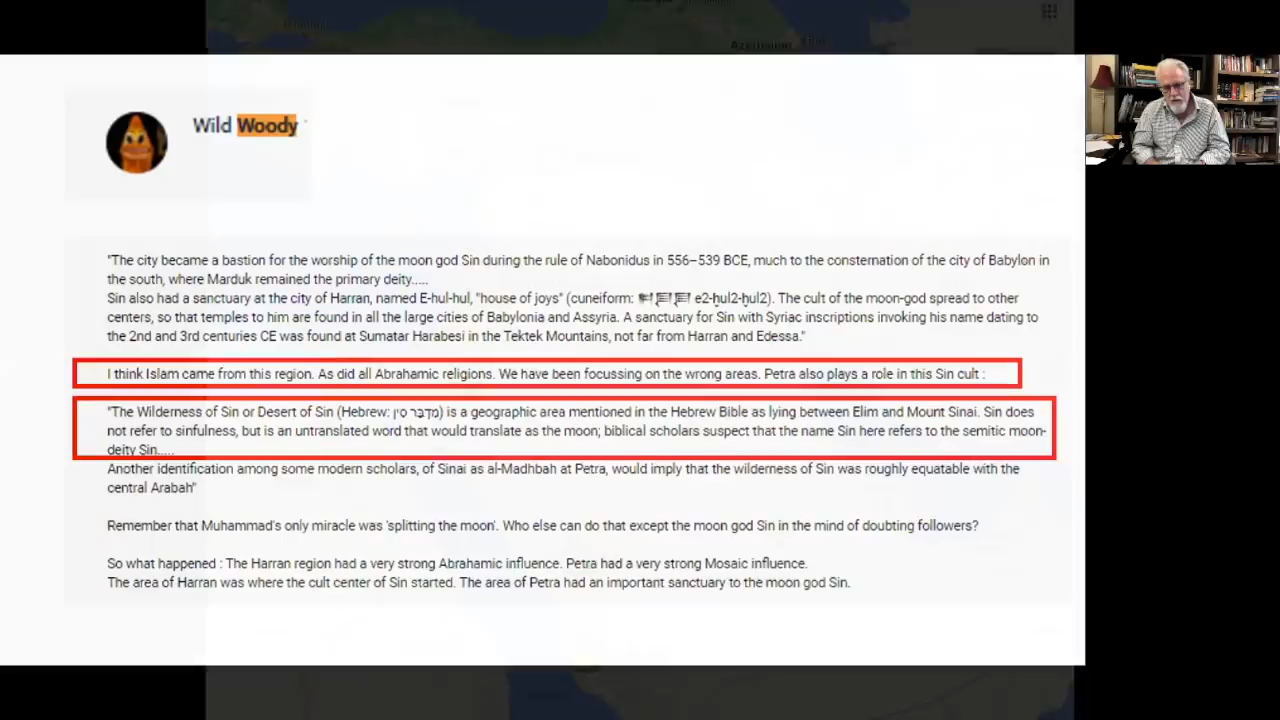 Wild Woody
"The city became a bastion for the worship of the moon god Sin during the rule of Nabonidus in 556–539 BCE, much to the consternation of the city of Babylon in
the south, where Marduk remained the primary deity.....
Sin also had a sanctuary at the city of Harran, named E-hul-hul, "house of joys" (cuneiform: e2-ḫul2-ḫul2). The cult of the moon-god spread to other
centers, so that temples to him are found in all the large cities of Babylonia and Assyria. A sanctuary for Sin with Syriac inscriptions invoking his name dating to
the 2nd and 3rd centuries CE was found at Sumatar Harabesi in the Tektek Mountains, not far from Harran and Edessa."
I think Islam came from this region. As did all Abrahamic religions. We have been focussing on the wrong areas. Petra also plays a role in this Sin cult :
"The Wilderness of Sin or Desert of Sin (Hebrew: מִדְבַּר סִין) is a geographic area mentioned in the Hebrew Bible as lying between Elim and Mount Sinai. Sin does
not refer to sinfulness, but is an untranslated word that would translate as the moon; biblical scholars suspect that the name Sin here refers to the semitic moon-
deity Sin.....
Another identification among some modern scholars, of Sinai as al-Madhbah at Petra, would imply that the wilderness of Sin was roughly equatable with the
central Arabah"
Remember that Muhammad's only miracle was 'splitting the moon'. Who else can do that except the moon god Sin in the mind of doubting followers?
So what happened : The Harran region had a very strong Abrahamic influence. Petra had a very strong Mosaic influence.
The area of Harran was where the cult center of Sin started. The area of Petra had an important sanctuary to the moon god Sin.